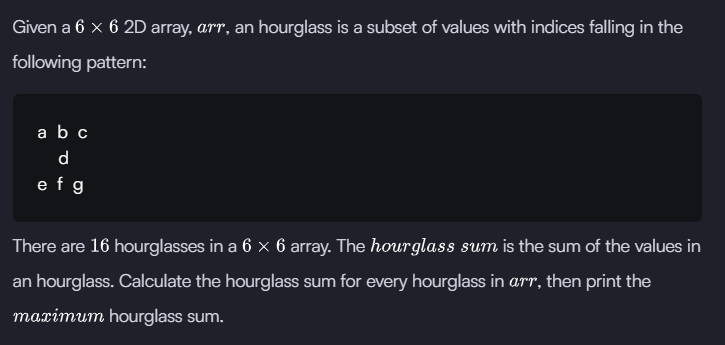 Given a 6 × 6 2D array, arr, an hourglass is a subset of values with indices falling in the
following pattern:
a b c
d
e f g
There are 16 hourglasses in a 6 × 6 array. The hourglass sum is the sum of the values in
an hourglass. Calculate the hourglass sum for every hourglass in arr, then print the
maximum hourglass sum.